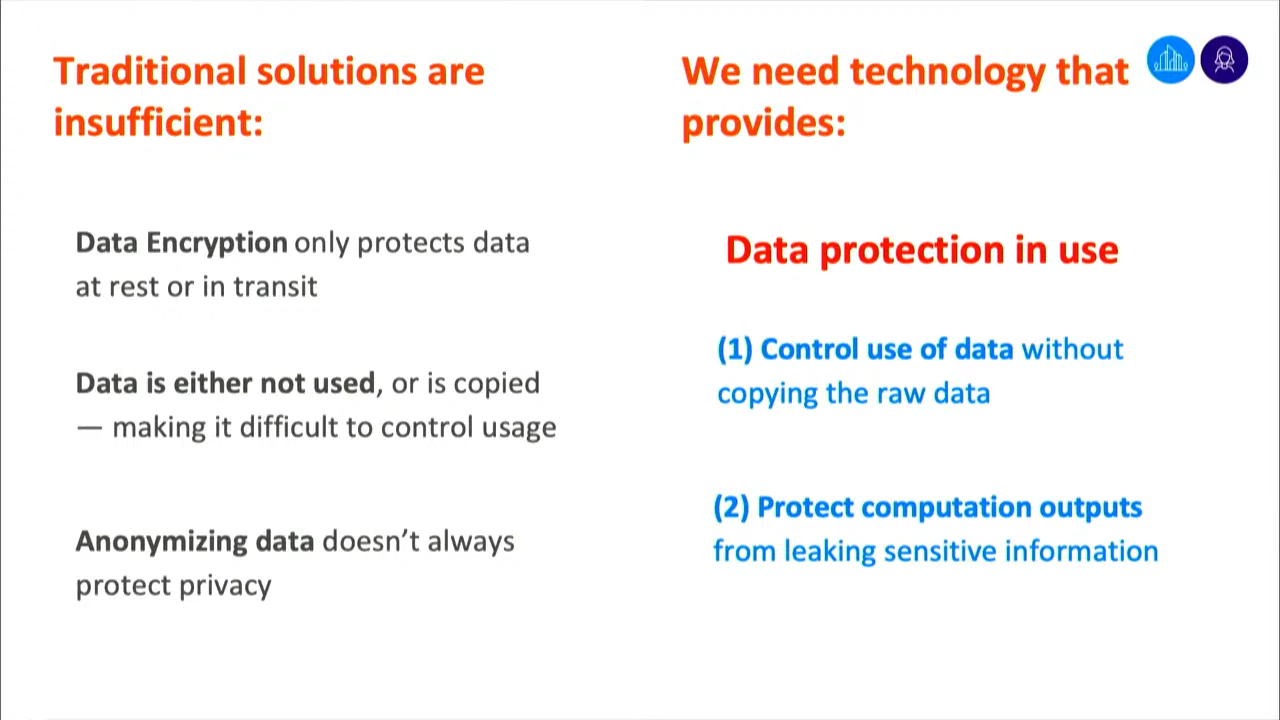 Traditional solutions are
insufficient:
Data Encryption only protects data
at rest or in transit
Data is either not used, or is copied
— making it difficult to control usage
Anonymizing data doesn’t always
protect privacy
We need technology that
provides:
Data protection in use
(1) Control use of data without
copying the raw data
(2) Protect computation outputs
from leaking sensitive information